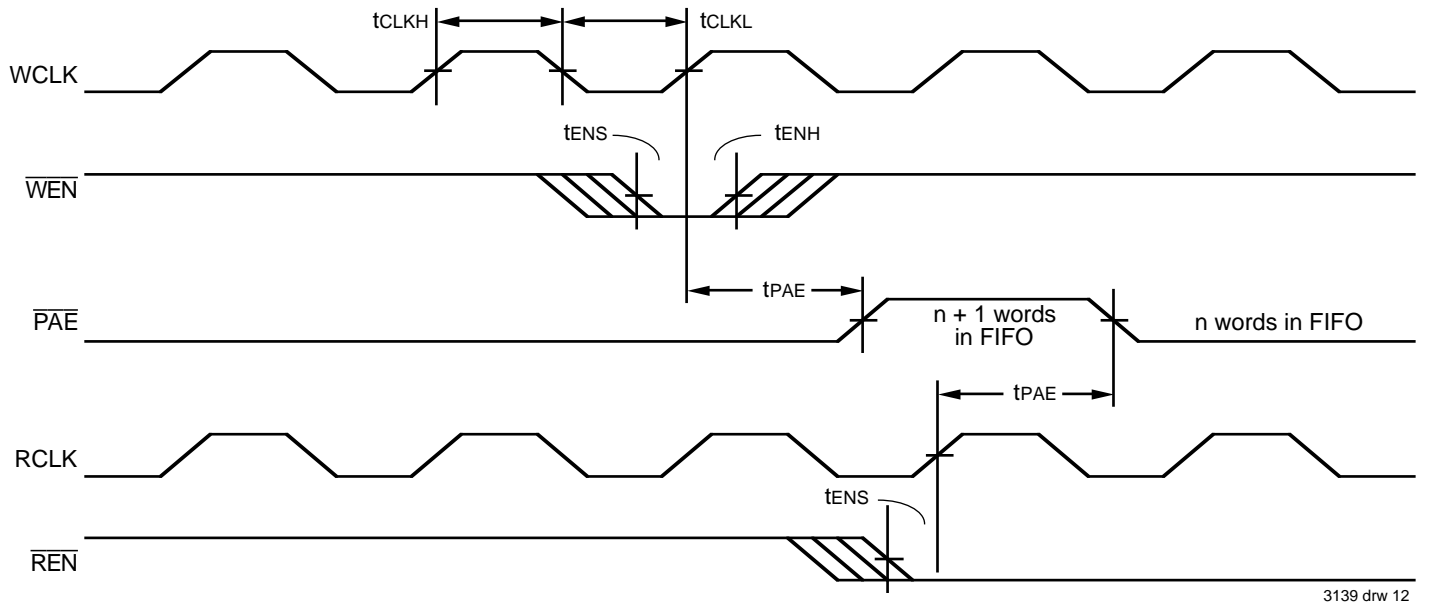 tCLKH
tCLKL
WCLK
tENS
tENH
WEN
tPAE
PAE
n + 1 words
in FIFO
n words in FIFO
tPAE
RCLK
tENS
REN
3139 drw 12